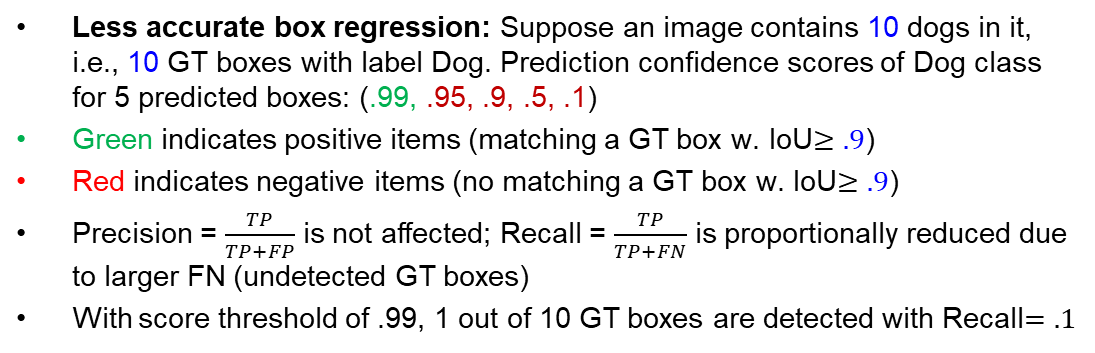 • Less accurate box regression: Suppose an image contains 10 dogs in it,
i.e., 10 GT boxes with label Dog. Prediction confidence scores of Dog class
for 5 predicted boxes: (.99, .95, .9, .5, .1)
• Green indicates positive items (matching a GT box w. IoU≥ .9)
• Red indicates negative items (no matching a GT box w. IoU≥ .9)
• Precision = TP/(TP+FP) is not affected; Recall = TP/(TP+FN) is proportionally reduced due
to larger FN (undetected GT boxes)
• With score threshold of .99, 1 out of 10 GT boxes are detected with Recall= .1